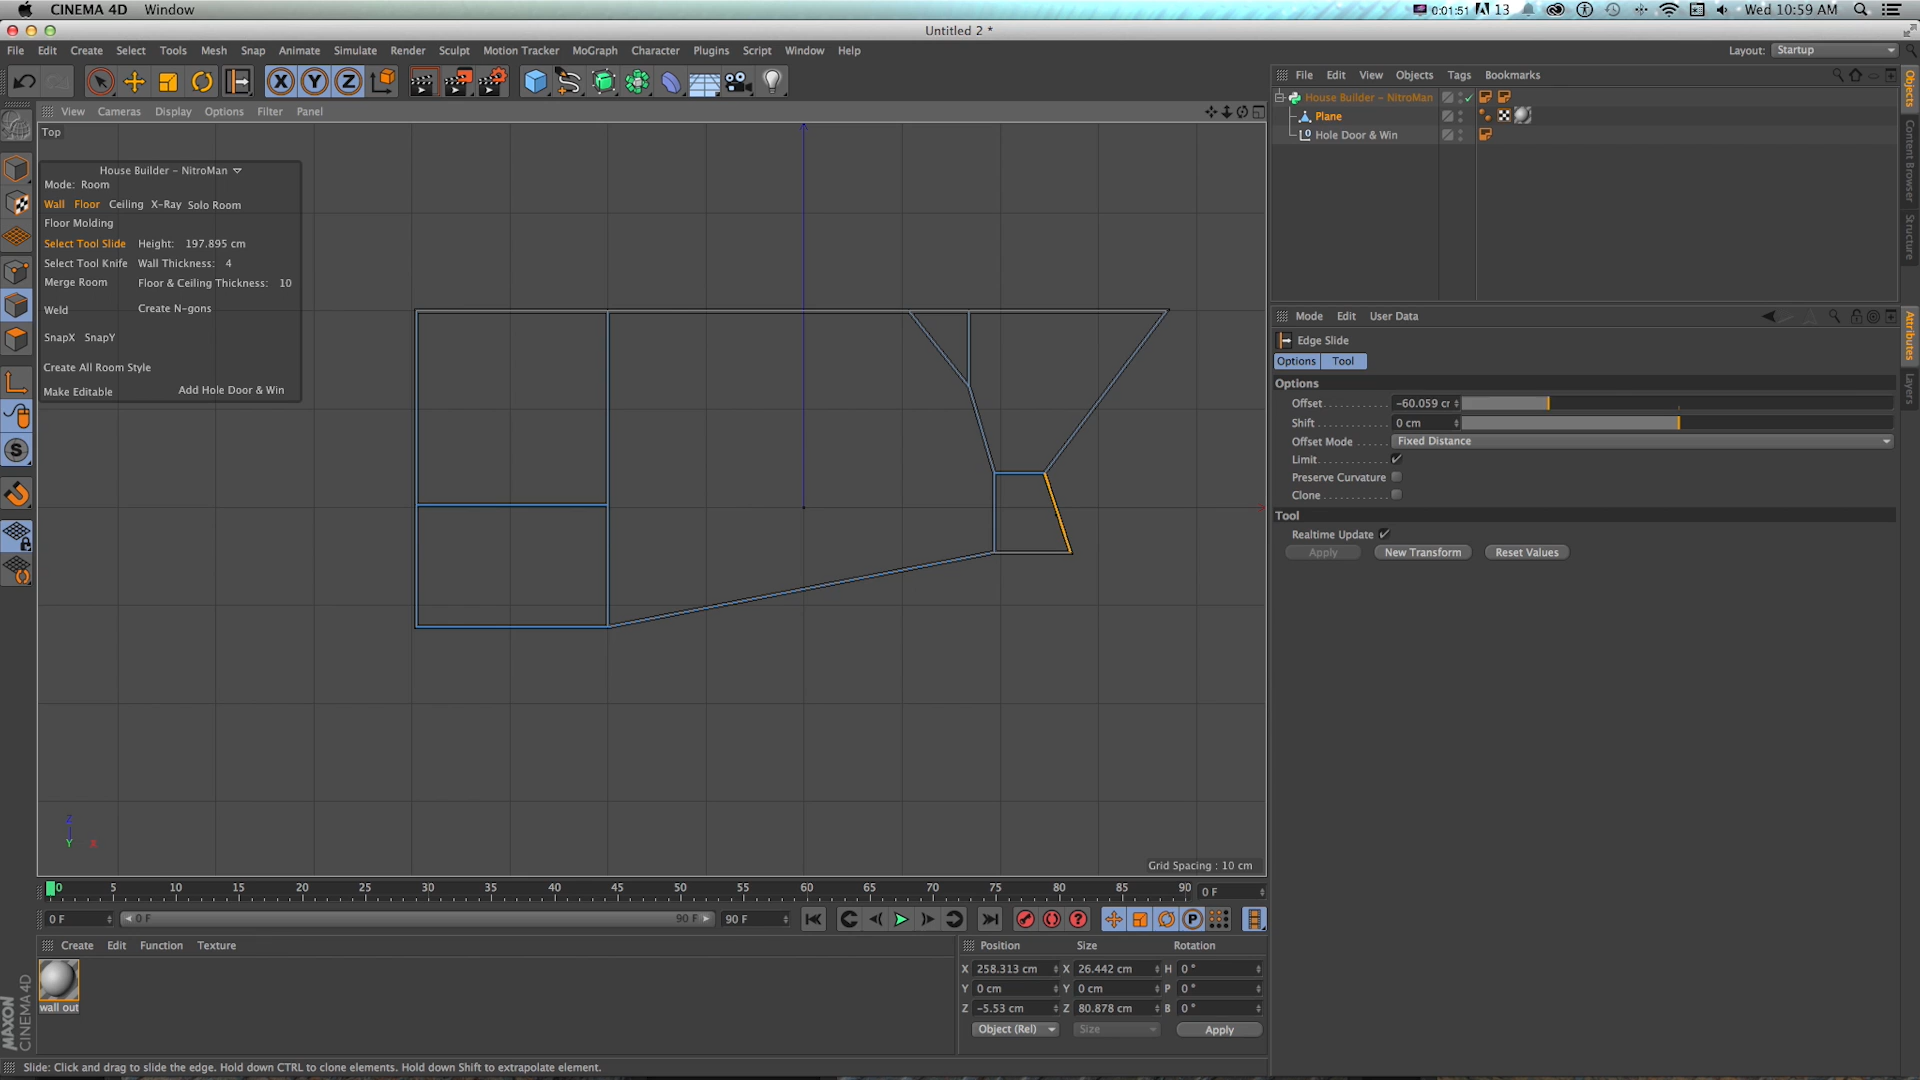 CINEMA 4D Window 0:01:51 13 Wed 10:59 AM
Untitled 2 *
File Edit Create Select Tools Mesh Snap Animate Simulate Render Sculpt Motion Tracker MoGraph Character Plugins Script Window Help Layout: Startup
File Edit View Objects Tags Bookmarks
House Builder - NitroMan
Plane
Hole Door & Win
Objects
Content Browser
Structure
View Cameras Display Options Filter Panel
Top
House Builder - NitroMan
Mode: Room
Wall Floor Ceiling X-Ray Solo Room
Floor Molding
Select Tool Slide Height: 197.895 cm
Select Tool Knife Wall Thickness: 4
Merge Room Floor & Ceiling Thickness: 10
Weld Create N-gons
SnapX SnapY
Create All Room Style
Make Editable Add Hole Door & Win
Mode Edit User Data
Edge Slide
Options Tool
Options
Offset -60.059 cr
Shift 0 cm
Offset Mode Fixed Distance
Limit
Preserve Curvature
Clone
Tool
Realtime Update
Apply New Transform Reset Values
Attributes
Layers
Z
Y X
Grid Spacing : 10 cm
0 5 10 15 20 25 30 35 40 45 50 55 60 65 70 75 80 85 90 0 F
0 F 0 F 90 F 90 F
Create Edit Function Texture
wall out
MAXON CINEMA 4D
Position Size Rotation
X 258.313 cm X 26.442 cm H 0 °
Y 0 cm Y 0 cm P 0 °
Z -5.53 cm Z 80.878 cm B 0 °
Object (Rel) Size Apply
Slide: Click and drag to slide the edge. Hold down CTRL to clone elements. Hold down Shift to extrapolate element.